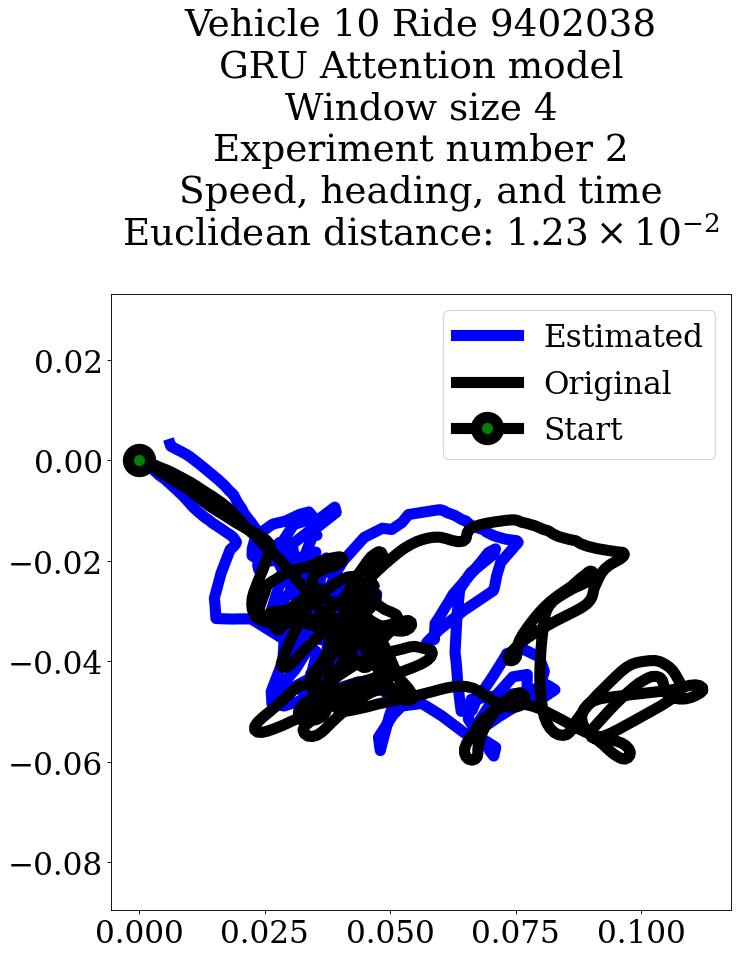 Vehicle 10 Ride 9402038
GRU Attention model
Window size 4
Experiment number 2
Speed, heading, and time
Euclidean distance: 1.23 × 10⁻²
Estimated
Original
Start
0.02
0.00
−0.02
−0.04
−0.06
−0.08
0.000 0.025 0.050 0.075 0.100